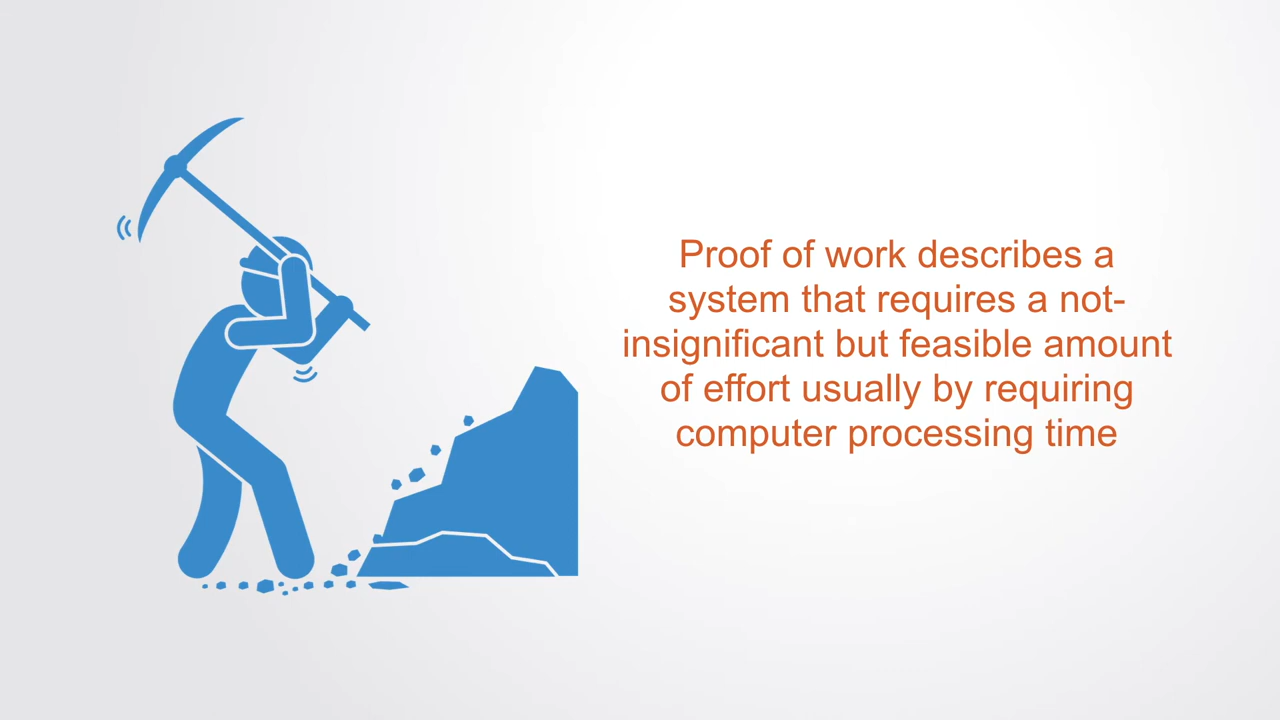 Proof of work describes a
system that requires a not-
insignificant but feasible amount
of effort usually by requiring
computer processing time